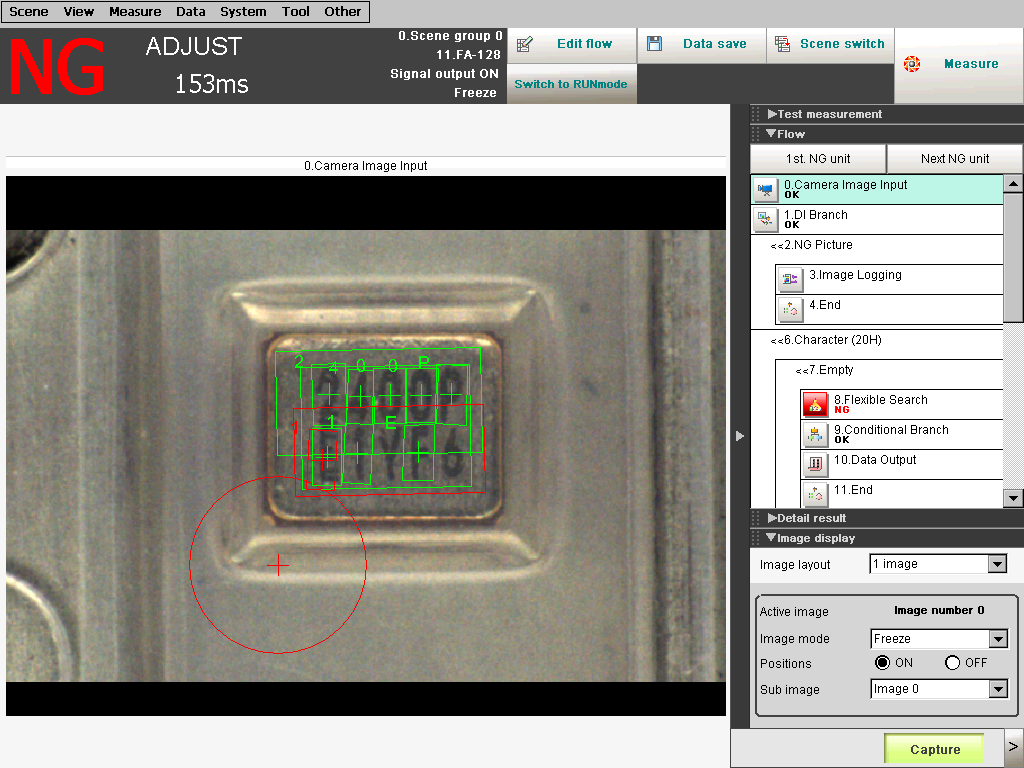 Scene View Measure Data System Tool Other
NG
ADJUST
153ms
0.Scene group 0
11.FA-128
Signal output ON
Freeze
Edit flow
Data save
Scene switch
Switch to RUNmode
Measure
0.Camera Image Input
2 4 0 0 P
1 E
Test measurement
Flow
1st. NG unit
Next NG unit
0.Camera Image Input
OK
1.DI Branch
OK
<<2.NG Picture
3.Image Logging
4.End
<<6.Character (20H)
<<7.Empty
8.Flexible Search
NG
9.Conditional Branch
OK
10.Data Output
11.End
Detail result
Image display
Image layout 1 image
Active image Image number 0
Image mode Freeze
Positions ON OFF
Sub image Image 0
Capture >